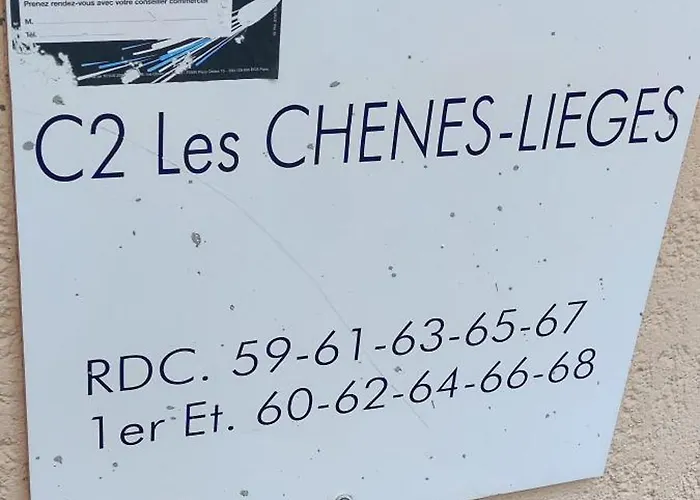 Prenez rendez-vous avec votre conseiller commercial
M.
Tél.
C2 Les CHENES-LIEGES
RDC. 59-61-63-65-67
1er Et. 60-62-64-66-68